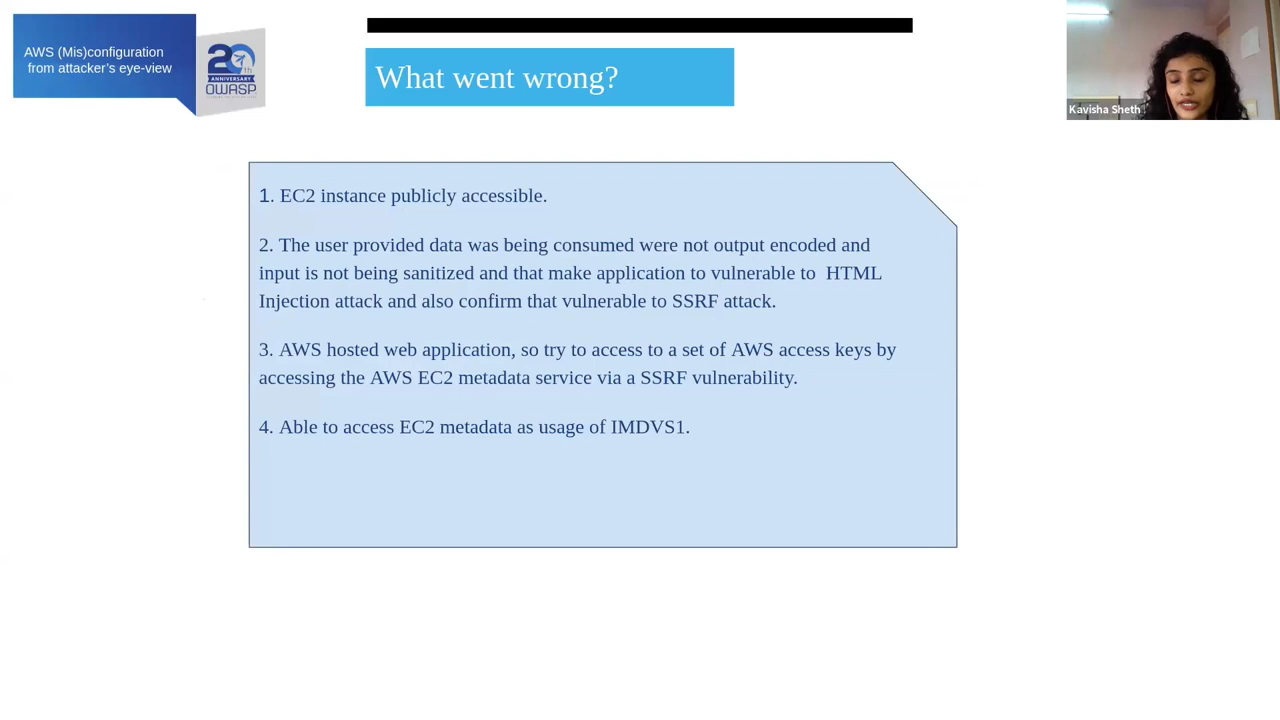 AWS (Mis)configuration
from attacker's eye-view
20th
ANNIVERSARY
OWASP
What went wrong?
Kavisha Sheth
1. EC2 instance publicly accessible.
2. The user provided data was being consumed were not output encoded and
input is not being sanitized and that make application to vulnerable to HTML
Injection attack and also confirm that vulnerable to SSRF attack.
3. AWS hosted web application, so try to access to a set of AWS access keys by
accessing the AWS EC2 metadata service via a SSRF vulnerability.
4. Able to access EC2 metadata as usage of IMDVS1.